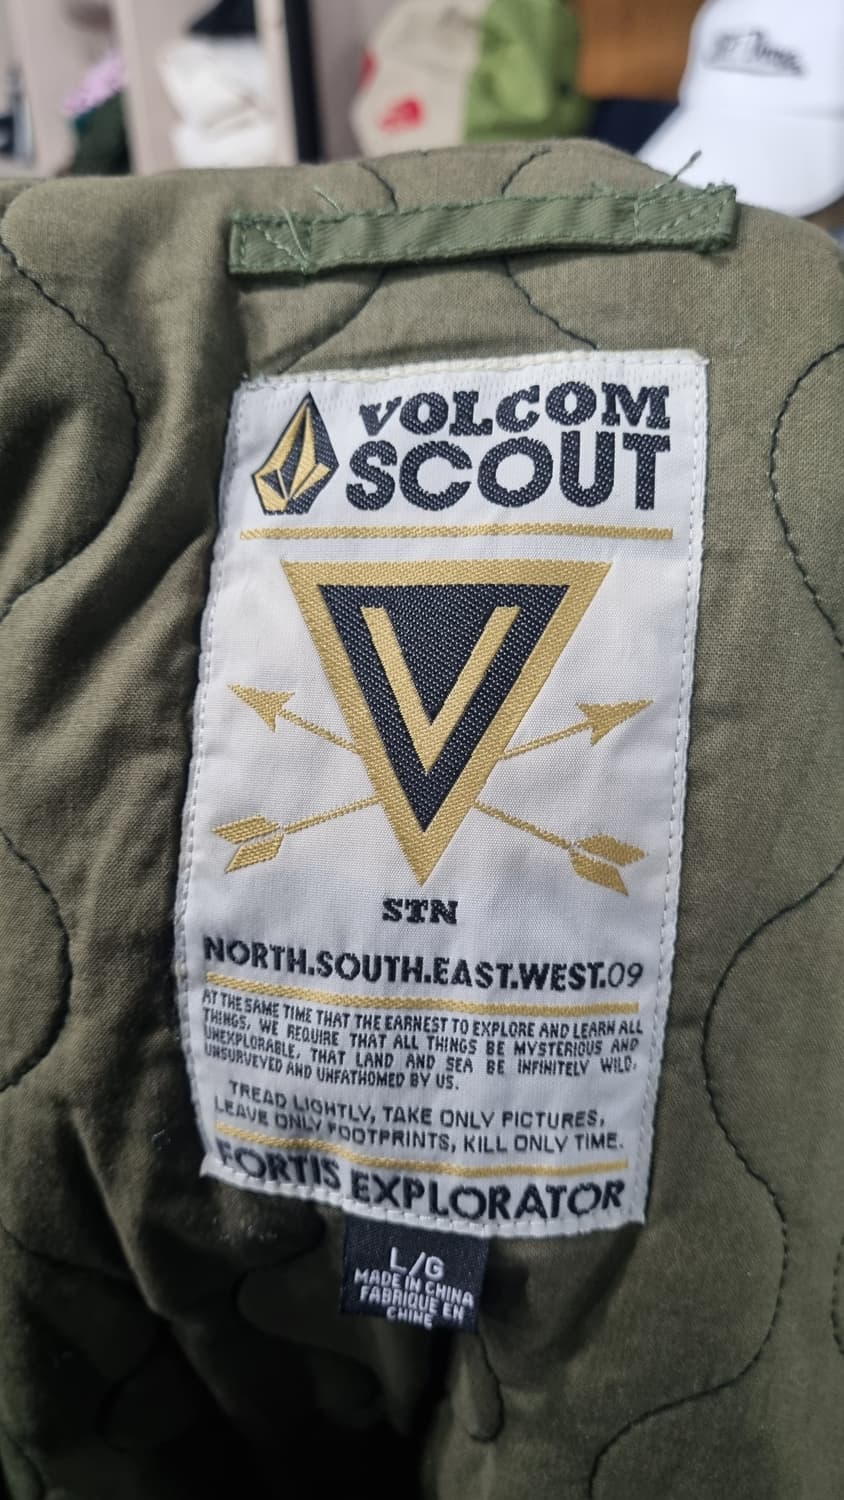 VOLCOM
SCOUT
V
STN
NORTH.SOUTH.EAST.WEST.09
AT THE SAME TIME THAT THE EARNEST TO EXPLORE AND LEARN ALL
THINGS, WE REQUIRE THAT ALL THINGS BE MYSTERIOUS AND
UNEXPLORABLE, THAT LAND AND SEA BE INFINITELY WILD,
UNSURVEYED AND UNFATHOMED BY US.
TREAD LIGHTLY, TAKE ONLY PICTURES,
LEAVE ONLY FOOTPRINTS, KILL ONLY TIME.
FORTIS EXPLORATOR
L/G
MADE IN CHINA
FABRIQUE EN
CHINE